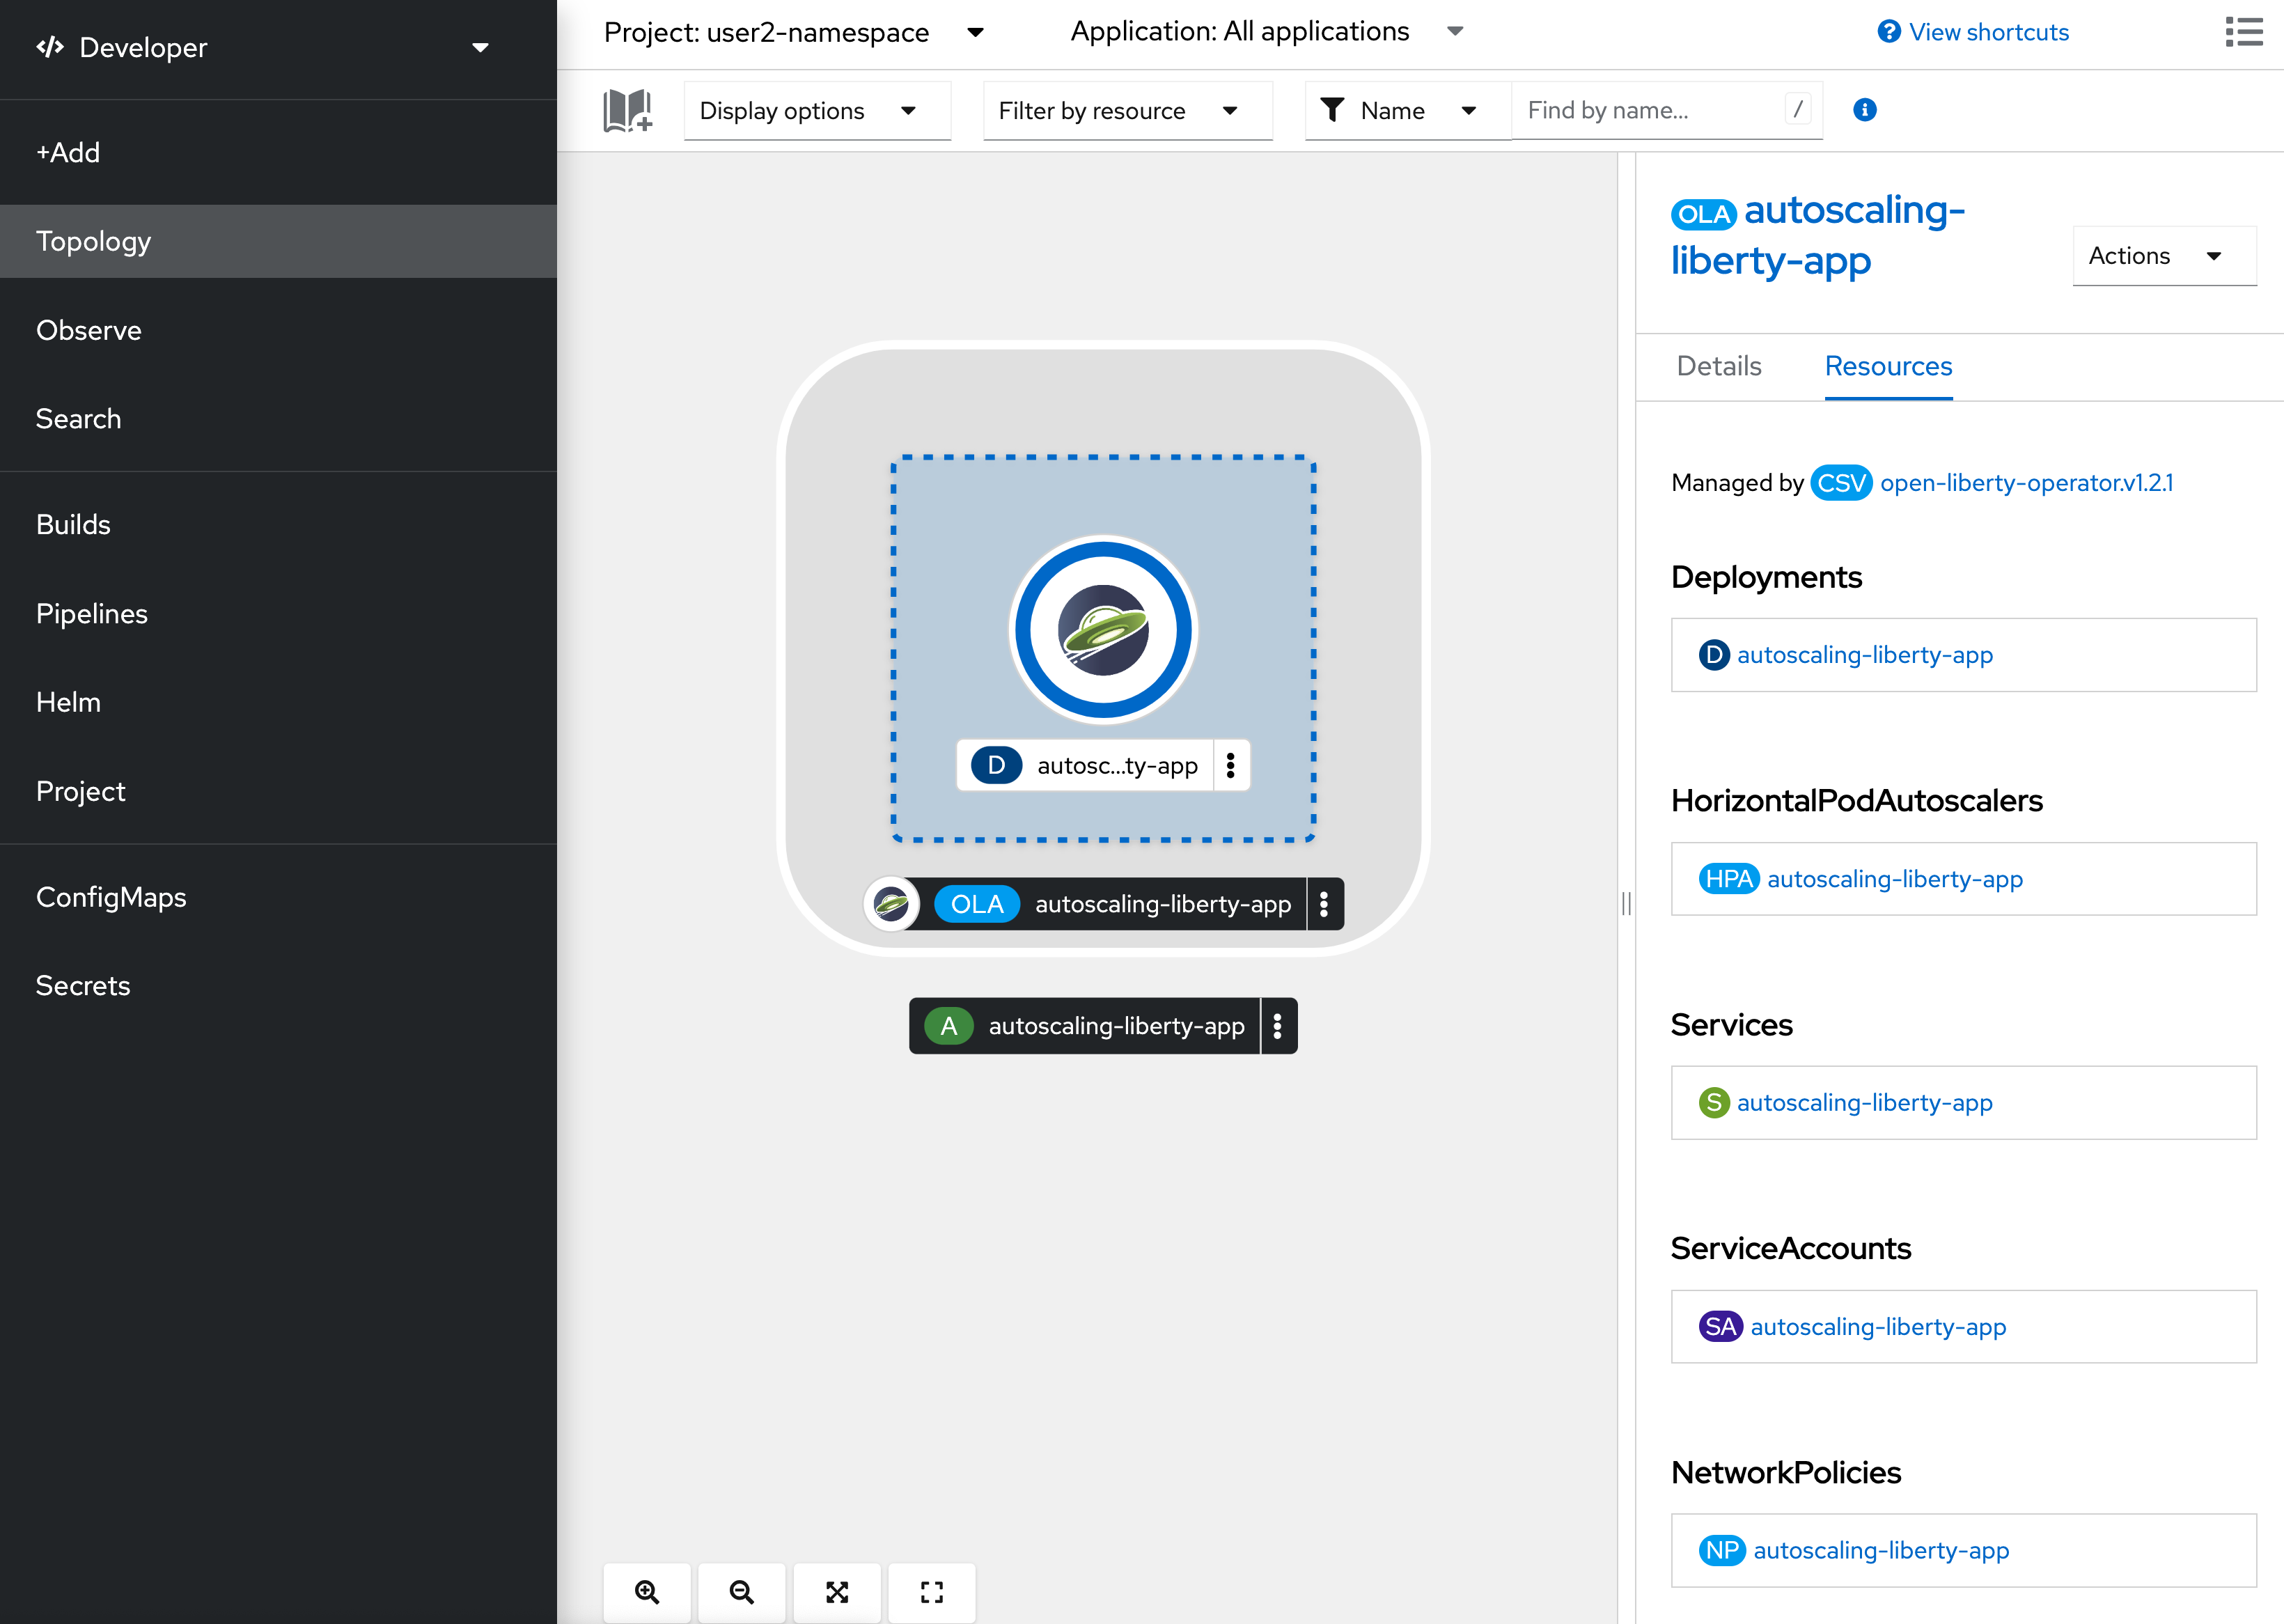 Developer
+Add
Topology
Observe
Search
Builds
Pipelines
Helm
Project
ConfigMaps
Secrets
Project: user2-namespace
Application: All applications
View shortcuts
Display options
Filter by resource
Name
Find by name...
/
D autosc...ty-app
OLA autoscaling-liberty-app
A autoscaling-liberty-app
OLA autoscaling-
liberty-app
Actions
Details
Resources
Managed by CSV open-liberty-operator.v1.2.1
Deployments
D autoscaling-liberty-app
HorizontalPodAutoscalers
HPA autoscaling-liberty-app
Services
S autoscaling-liberty-app
ServiceAccounts
SA autoscaling-liberty-app
NetworkPolicies
NP autoscaling-liberty-app